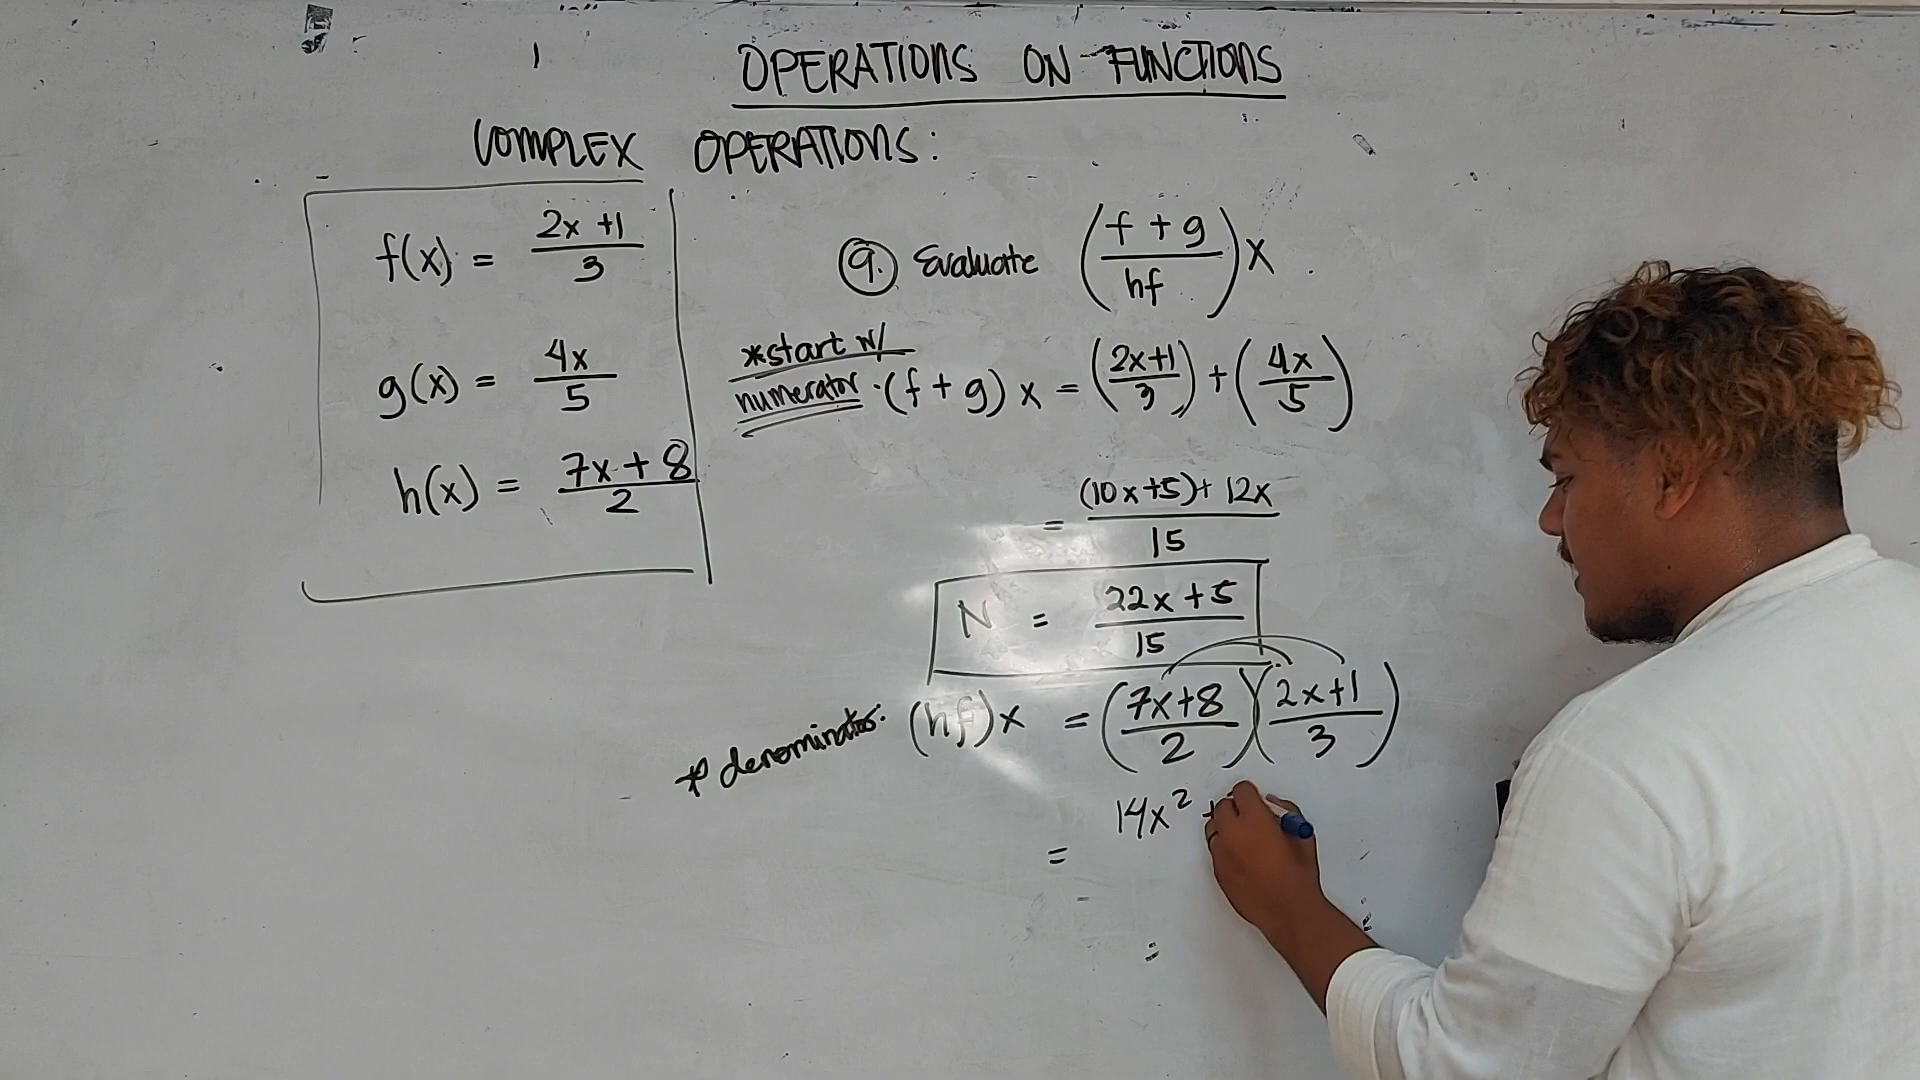 OPERATIONS ON FUNCTIONS
COMPLEX OPERATIONS:
f(x) = (2x+1)/3
g(x) = 4x/5
h(x) = (7x+8)/2
9. Evaluate ((f+g)/(hf))x.
*start w/
numerator. (f+g)x = ((2x+1)/3) + (4x/5)
= ((10x+5)+12x)/15
N = (22x+5)/15
* denominator: (hf)x = ((7x+8)/2)((2x+1)/3)
14x² +
=
=